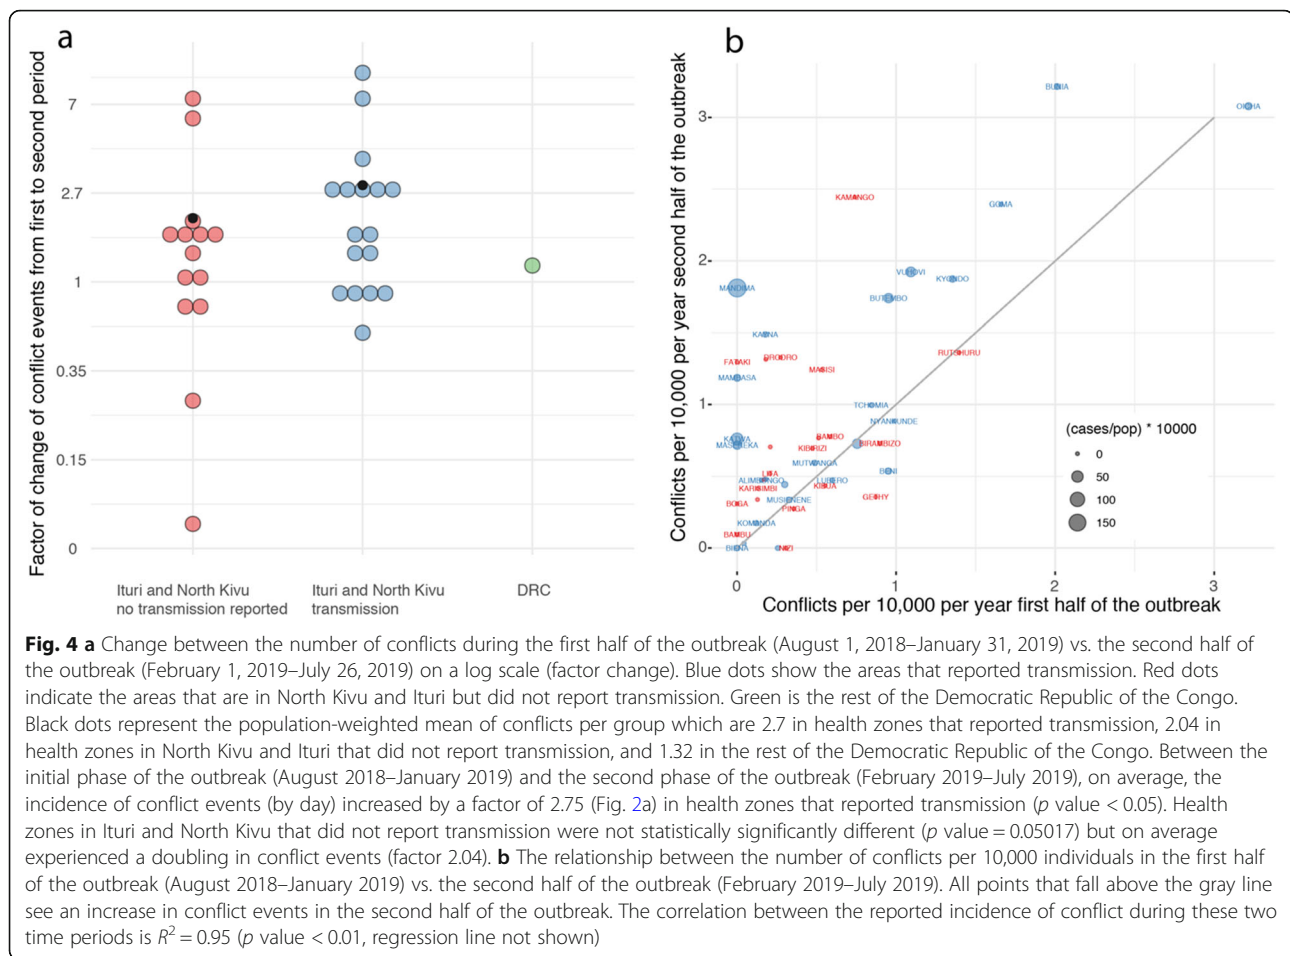 a
Factor of change of conflict events from first to second period
7
2.7
1
0.35
0.15
0
Ituri and North Kivu
no transmission reported
Ituri and North Kivu
transmission
DRC
b
Conflicts per 10,000 per year second half of the outbreak
3
2
1
0
BUNIA
OICHA
KAMANGO
GOMA
VUHOVI
KYONDO
MANDIMA
BUTEMBO
KAYNA
RUTSHURU
FATAKI
DRODRO
MASISI
MAMBASA
TCHOMIA
NYANKUNDE
KATWA
MASEREKA
BAMBO
BIRAMBIZO
KIBIRIZI
MUTWANGA
BENI
LITA
ALIMBONGO
LUBERO
KARISIMBI
KIBUA
GETHY
BOGA
MUSIENENE
PINGA
KOMANDA
BAMBU
BIENA
NIZI
(cases/pop) * 10000
0
50
100
150
0
1
2
3
Conflicts per 10,000 per year first half of the outbreak
Fig. 4 a Change between the number of conflicts during the first half of the outbreak (August 1, 2018–January 31, 2019) vs. the second half of
the outbreak (February 1, 2019–July 26, 2019) on a log scale (factor change). Blue dots show the areas that reported transmission. Red dots
indicate the areas that are in North Kivu and Ituri but did not report transmission. Green is the rest of the Democratic Republic of the Congo.
Black dots represent the population-weighted mean of conflicts per group which are 2.7 in health zones that reported transmission, 2.04 in
health zones in North Kivu and Ituri that did not report transmission, and 1.32 in the rest of the Democratic Republic of the Congo. Between the
initial phase of the outbreak (August 2018–January 2019) and the second phase of the outbreak (February 2019–July 2019), on average, the
incidence of conflict events (by day) increased by a factor of 2.75 (Fig. 2a) in health zones that reported transmission (p value < 0.05). Health
zones in Ituri and North Kivu that did not report transmission were not statistically significantly different (p value = 0.05017) but on average
experienced a doubling in conflict events (factor 2.04). b The relationship between the number of conflicts per 10,000 individuals in the first half
of the outbreak (August 2018–January 2019) vs. the second half of the outbreak (February 2019–July 2019). All points that fall above the gray line
see an increase in conflict events in the second half of the outbreak. The correlation between the reported incidence of conflict during these two
time periods is R² = 0.95 (p value < 0.01, regression line not shown)